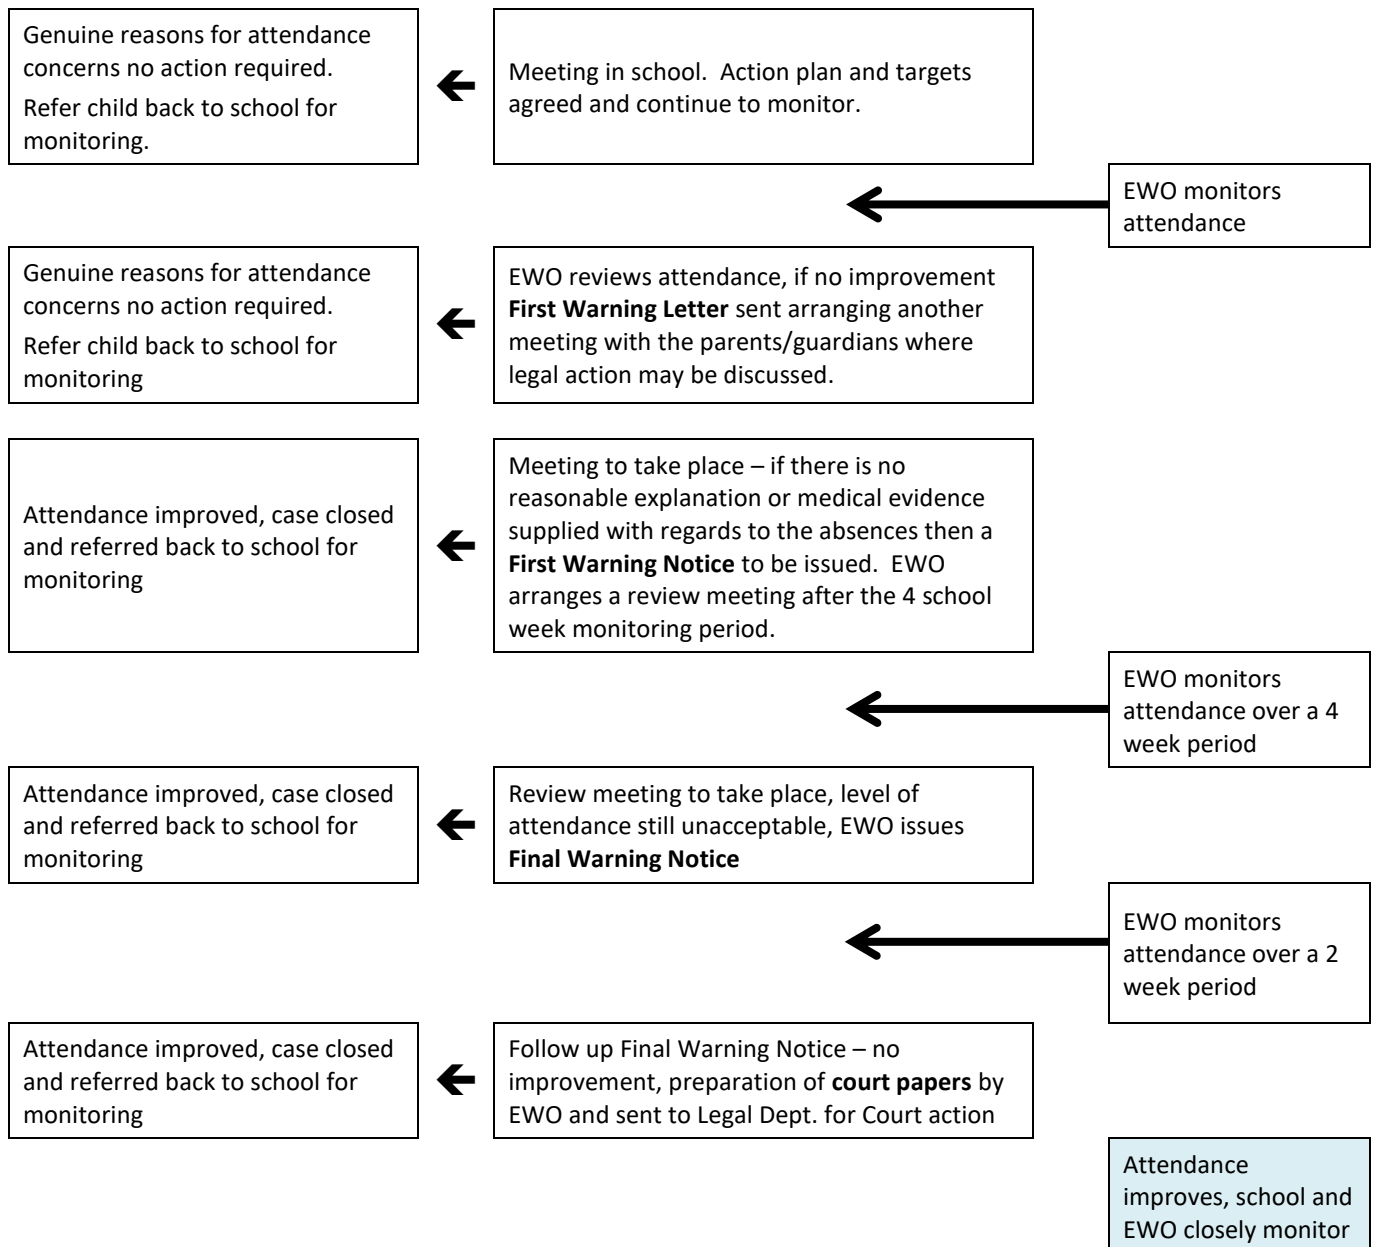 Genuine reasons for attendance
concerns no action required.
Refer child back to school for
monitoring.
Meeting in school.  Action plan and targets
agreed and continue to monitor.
EWO monitors
attendance
Genuine reasons for attendance
concerns no action required.
Refer child back to school for
monitoring
EWO reviews attendance, if no improvement
First Warning Letter sent arranging another
meeting with the parents/guardians where
legal action may be discussed.
Attendance improved, case closed
and referred back to school for
monitoring
Meeting to take place – if there is no
reasonable explanation or medical evidence
supplied with regards to the absences then a
First Warning Notice to be issued.  EWO
arranges a review meeting after the 4 school
week monitoring period.
EWO monitors
attendance over a 4
week period
Attendance improved, case closed
and referred back to school for
monitoring
Review meeting to take place, level of
attendance still unacceptable, EWO issues
Final Warning Notice
EWO monitors
attendance over a 2
week period
Attendance improved, case closed
and referred back to school for
monitoring
Follow up Final Warning Notice – no
improvement, preparation of court papers by
EWO and sent to Legal Dept. for Court action
Attendance
improves, school and
EWO closely monitor